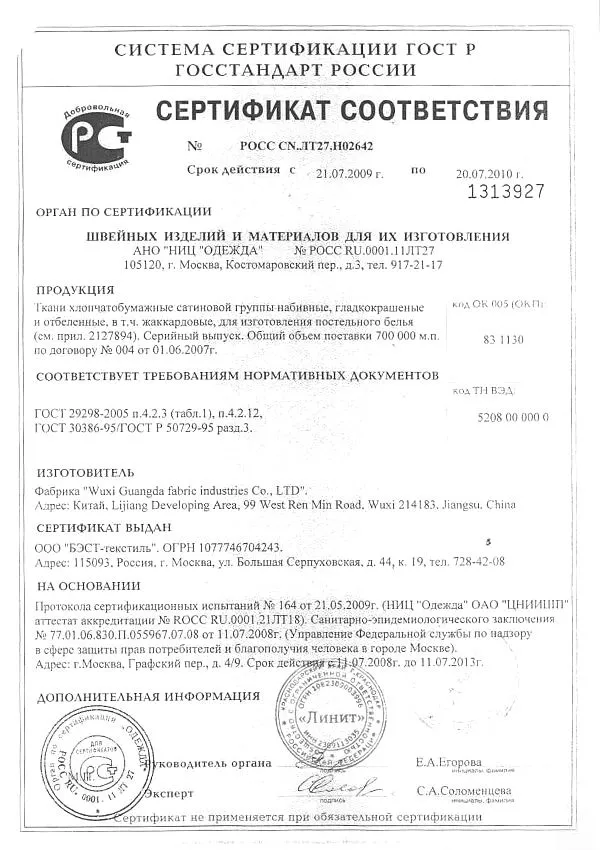 СИСТЕМА СЕРТИФИКАЦИИ ГОСТ Р
ГОССТАНДАРТ РОССИИ
Добровольная
сертификация
СЕРТИФИКАТ СООТВЕТСТВИЯ
№ РОСС CN.ЛТ27.Н02642
Срок действия с 21.07.2009 г. по 20.07.2010 г.
1313927
ОРГАН ПО СЕРТИФИКАЦИИ
ШВЕЙНЫХ ИЗДЕЛИЙ И МАТЕРИАЛОВ ДЛЯ ИХ ИЗГОТОВЛЕНИЯ
АНО "НИЦ "ОДЕЖДА" № РОСС RU.0001.11ЛТ27
105120, г. Москва, Костомаровский пер., д.3, тел. 917-21-17
ПРОДУКЦИЯ
Ткани хлопчатобумажные сатиновой группы набивные, гладкокрашеные
и отбеленные, в т.ч. жаккардовые, для изготовления постельного белья
(см. прил. 2127894). Серийный выпуск. Общий объем поставки 700 000 м.п.
по договору № 004 от 01.06.2007г.
код ОК 005 (ОКП):
83 1130
СООТВЕТСТВУЕТ ТРЕБОВАНИЯМ НОРМАТИВНЫХ ДОКУМЕНТОВ
код ТН ВЭД:
ГОСТ 29298-2005 п.4.2.3 (табл.1), п.4.2.12,
ГОСТ 30386-95/ГОСТ Р 50729-95 разд.3.
5208 00 000 0
ИЗГОТОВИТЕЛЬ
Фабрика "Wuxi Guangda fabric industries Co., LTD".
Адрес: Китай, Lijiang Developing Area, 99 West Ren Min Road, Wuxi 214183, Jiangsu, China
СЕРТИФИКАТ ВЫДАН
ООО "БЭСТ-текстиль". ОГРН 1077746704243.
Адрес: 115093, Россия, г. Москва, ул. Большая Серпуховская, д. 44, к. 19, тел. 728-42-08
НА ОСНОВАНИИ
Протокола сертификационных испытаний № 164 от 21.05.2009г. (НИЦ "Одежда" ОАО "ЦНИИШП"
аттестат аккредитации № ROCC RU.0001.21ЛТ18). Санитарно-эпидемиологического заключения
№ 77.01.06.830.П.055967.07.08 от 11.07.2008г. (Управление Федеральной службы по надзору
в сфере защиты прав потребителей и благополучия человека в городе Москве).
Адрес: г.Москва, Графский пер., д. 4/9. Срок действия с 11.07.2008г. до 11.07.2013г.
ДОПОЛНИТЕЛЬНАЯ ИНФОРМАЦИЯ
«Линит»
Орган по сертификации "ОДЕЖДА"
РОСС RU. 0001. 11 ЛТ 27
ДЛЯ
СЕРТИФИКАТОВ
М.П.
Руководитель органа
подпись
Е.А.Егорова
инициалы, фамилия
Эксперт
подпись
С.А.Соломенцева
инициалы, фамилия
Сертификат не применяется при обязательной сертификации